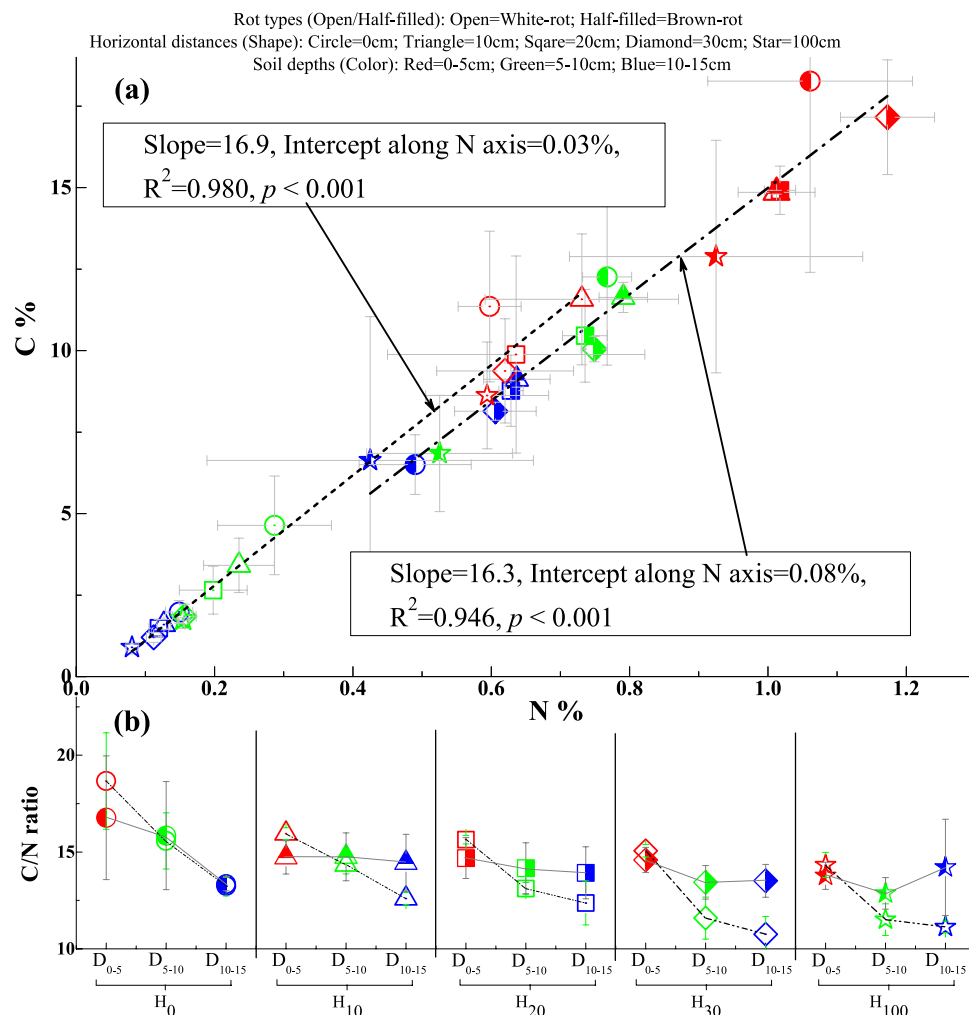 Rot types (Open/Half-filled): Open=White-rot; Half-filled=Brown-rot
Horizontal distances (Shape): Circle=0cm; Triangle=10cm; Sqare=20cm; Diamond=30cm; Star=100cm
Soil depths (Color): Red=0-5cm; Green=5-10cm; Blue=10-15cm
(a)
Slope=16.9, Intercept along N axis=0.03%,
R²=0.980, p < 0.001
15
10
5
0
C %
Slope=16.3, Intercept along N axis=0.08%,
R²=0.946, p < 0.001
0.0 0.2 0.4 0.6 0.8 1.0 1.2
N %
(b)
20
15
10
C/N ratio
D0-5 D5-10 D10-15 D0-5 D5-10 D10-15 D0-5 D5-10 D10-15 D0-5 D5-10 D10-15 D0-5 D5-10 D10-15
H0 H10 H20 H30 H100